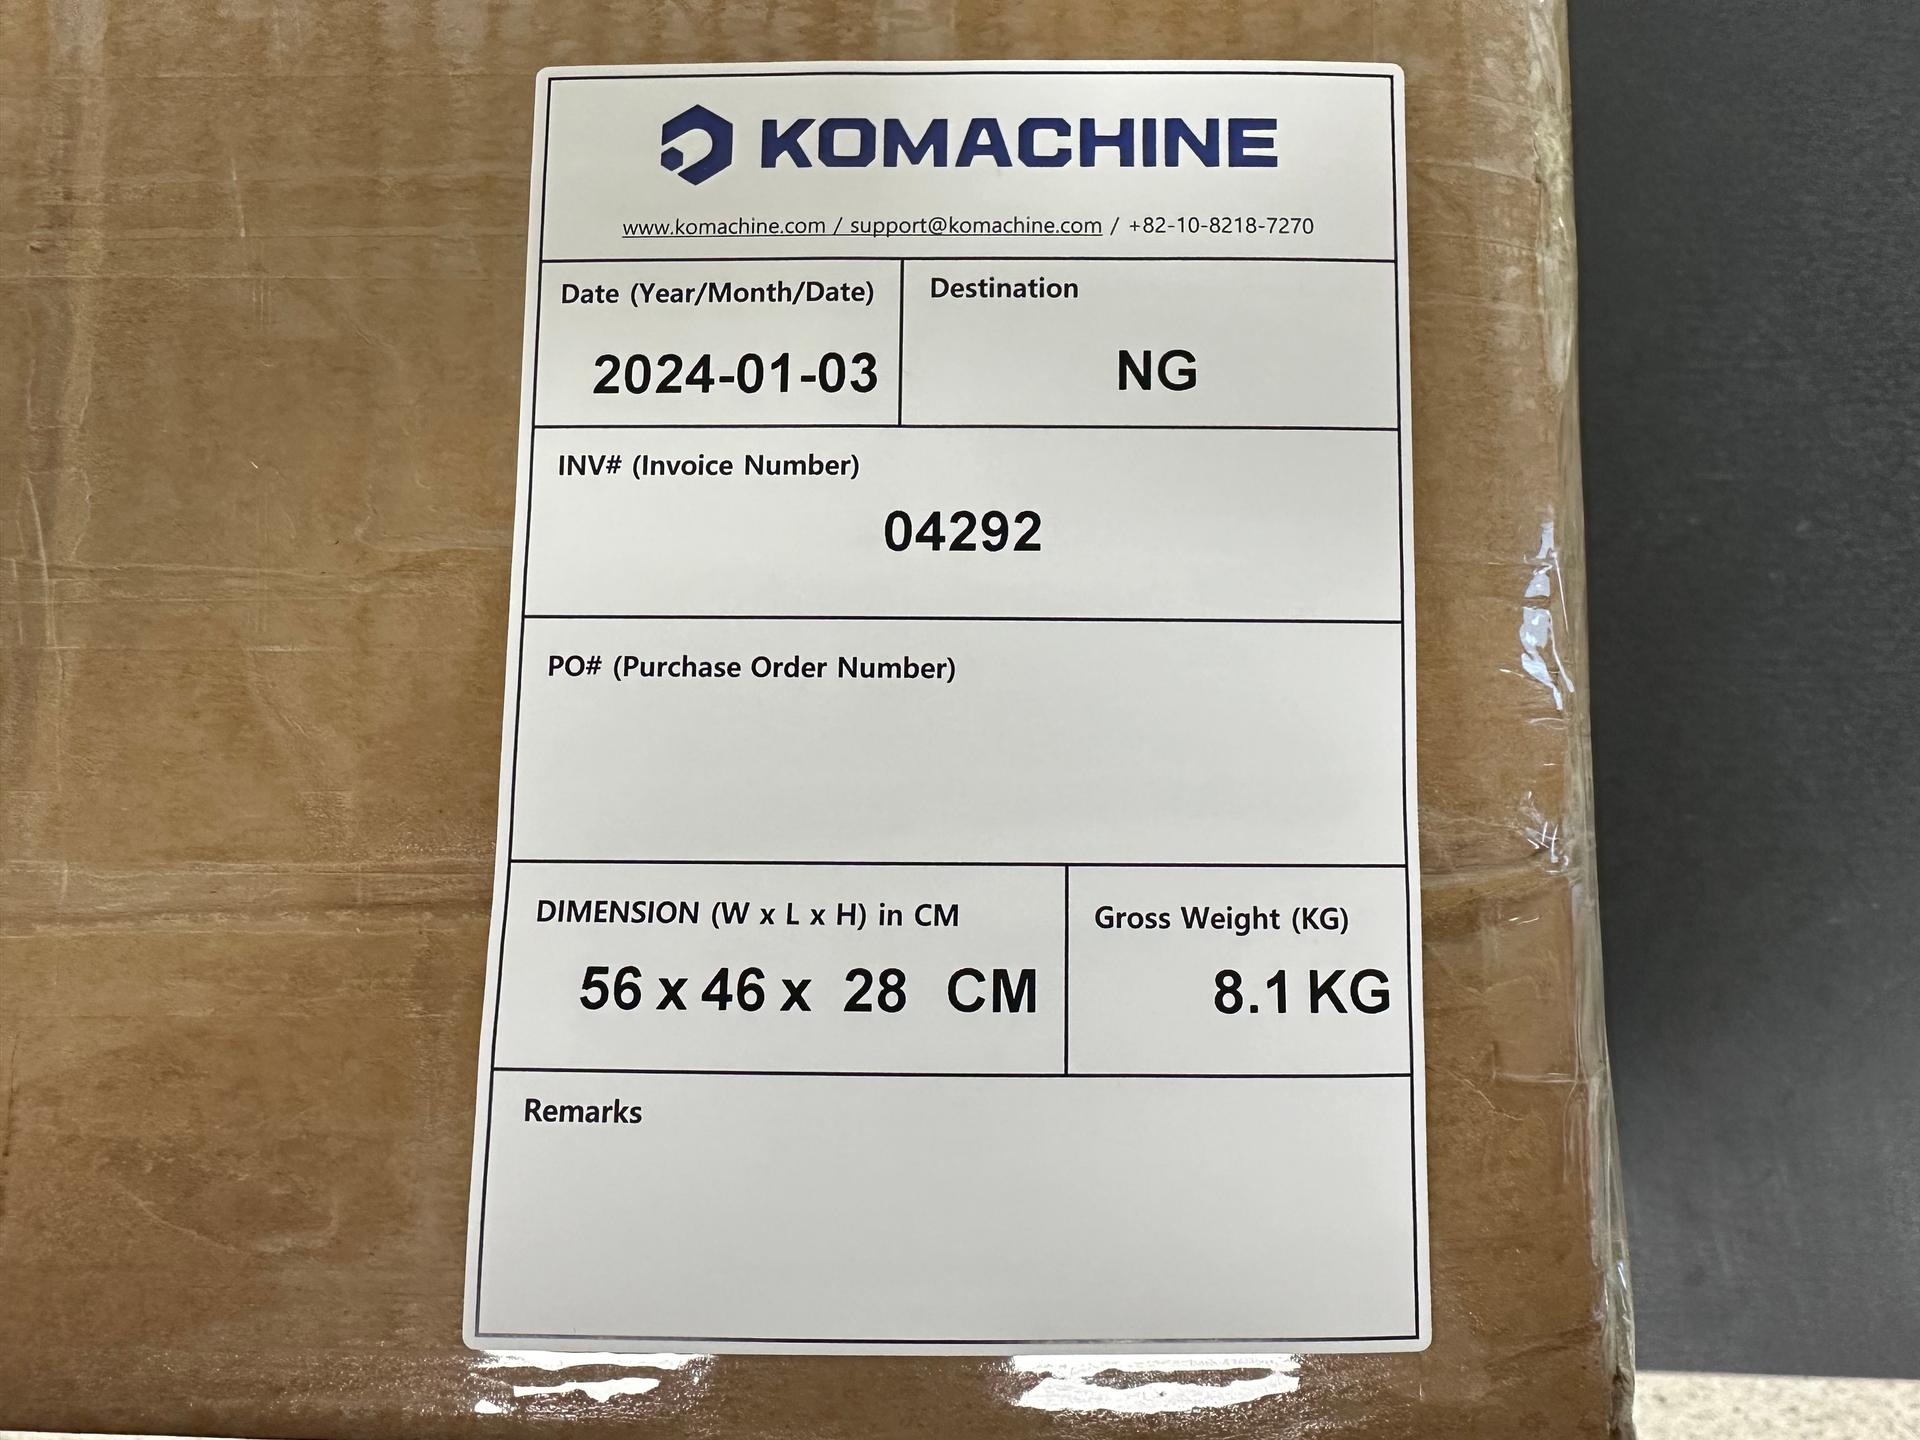 KOMACHINE
www.komachine.com / support@komachine.com / +82-10-8218-7270
Date (Year/Month/Date)
2024-01-03
Destination
NG
INV# (Invoice Number)
04292
PO# (Purchase Order Number)
DIMENSION (W x L x H) in CM
56 x 46 x 28 CM
Gross Weight (KG)
8.1 KG
Remarks